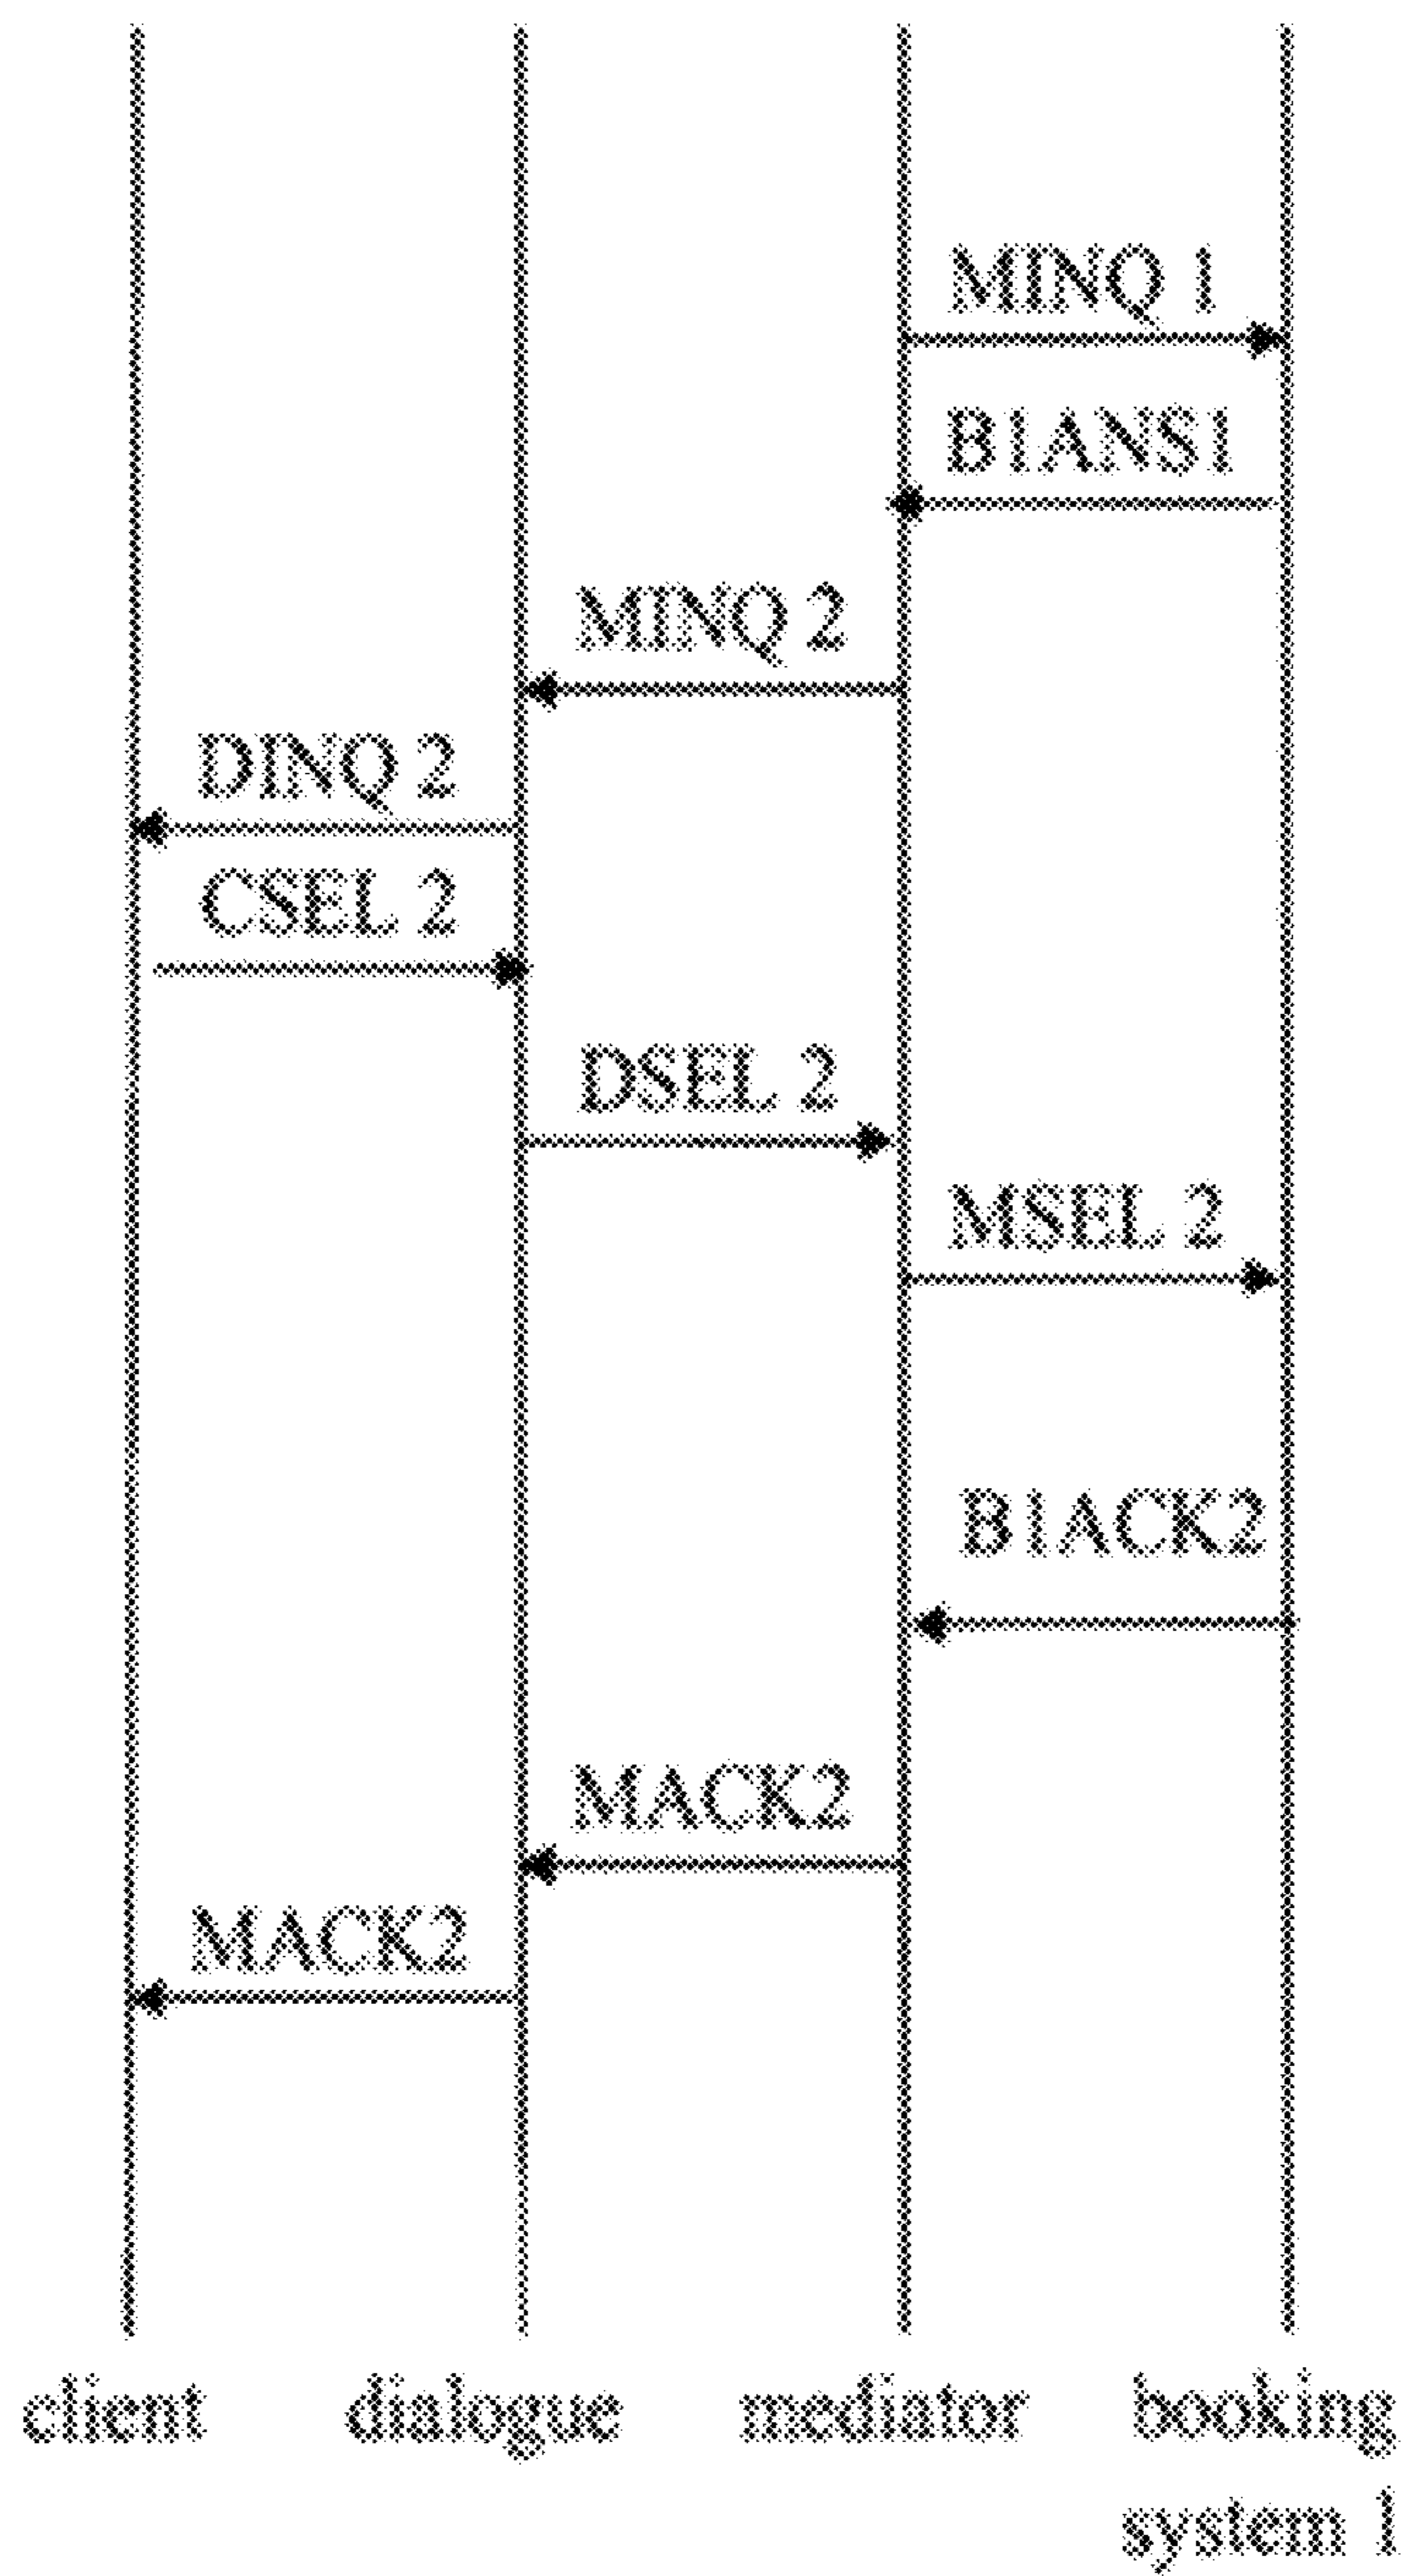 MINQ 1
B1ANS1
MINQ 2
DINQ 2
CSEL 2
DSEL 2
MSEL 2
B1ACK2
MACK2
MACK2
client dialogue mediator booking
system 1